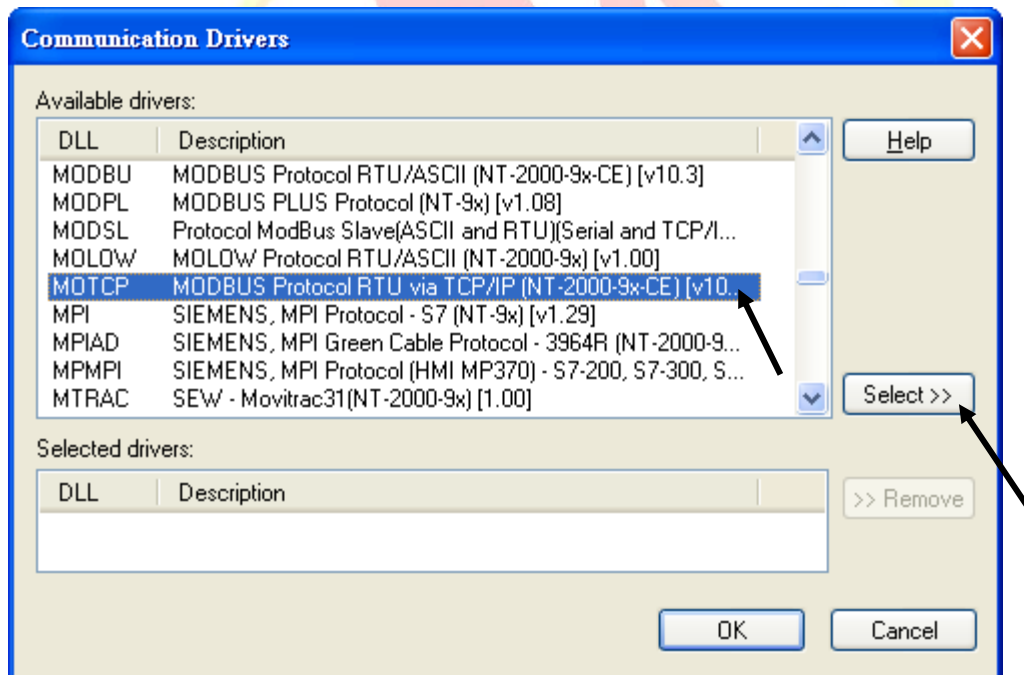 Communication Drivers
Available drivers:
DLL Description
MODBU MODBUS Protocol RTU/ASCII (NT-2000-9x-CE) [v10.3]
MODPL MODBUS PLUS Protocol (NT-9x) [v1.08]
MODSL Protocol ModBus Slave(ASCII and RTU)(Serial and TCP/I...
MOLOW MOLOW Protocol RTU/ASCII (NT-2000-9x) [v1.00]
MOTCP MODBUS Protocol RTU via TCP/IP (NT-2000-9x-CE) [v10...
MPI SIEMENS, MPI Protocol - S7 (NT-9x) [v1.29]
MPIAD SIEMENS, MPI Green Cable Protocol - 3964R (NT-2000-9...
MPMPI SIEMENS, MPI Protocol (HMI MP370) - S7-200, S7-300, S...
MTRAC SEW - Movitrac31(NT-2000-9x) [1.00]
Help
Select >>
Selected drivers:
DLL Description
>> Remove
OK Cancel